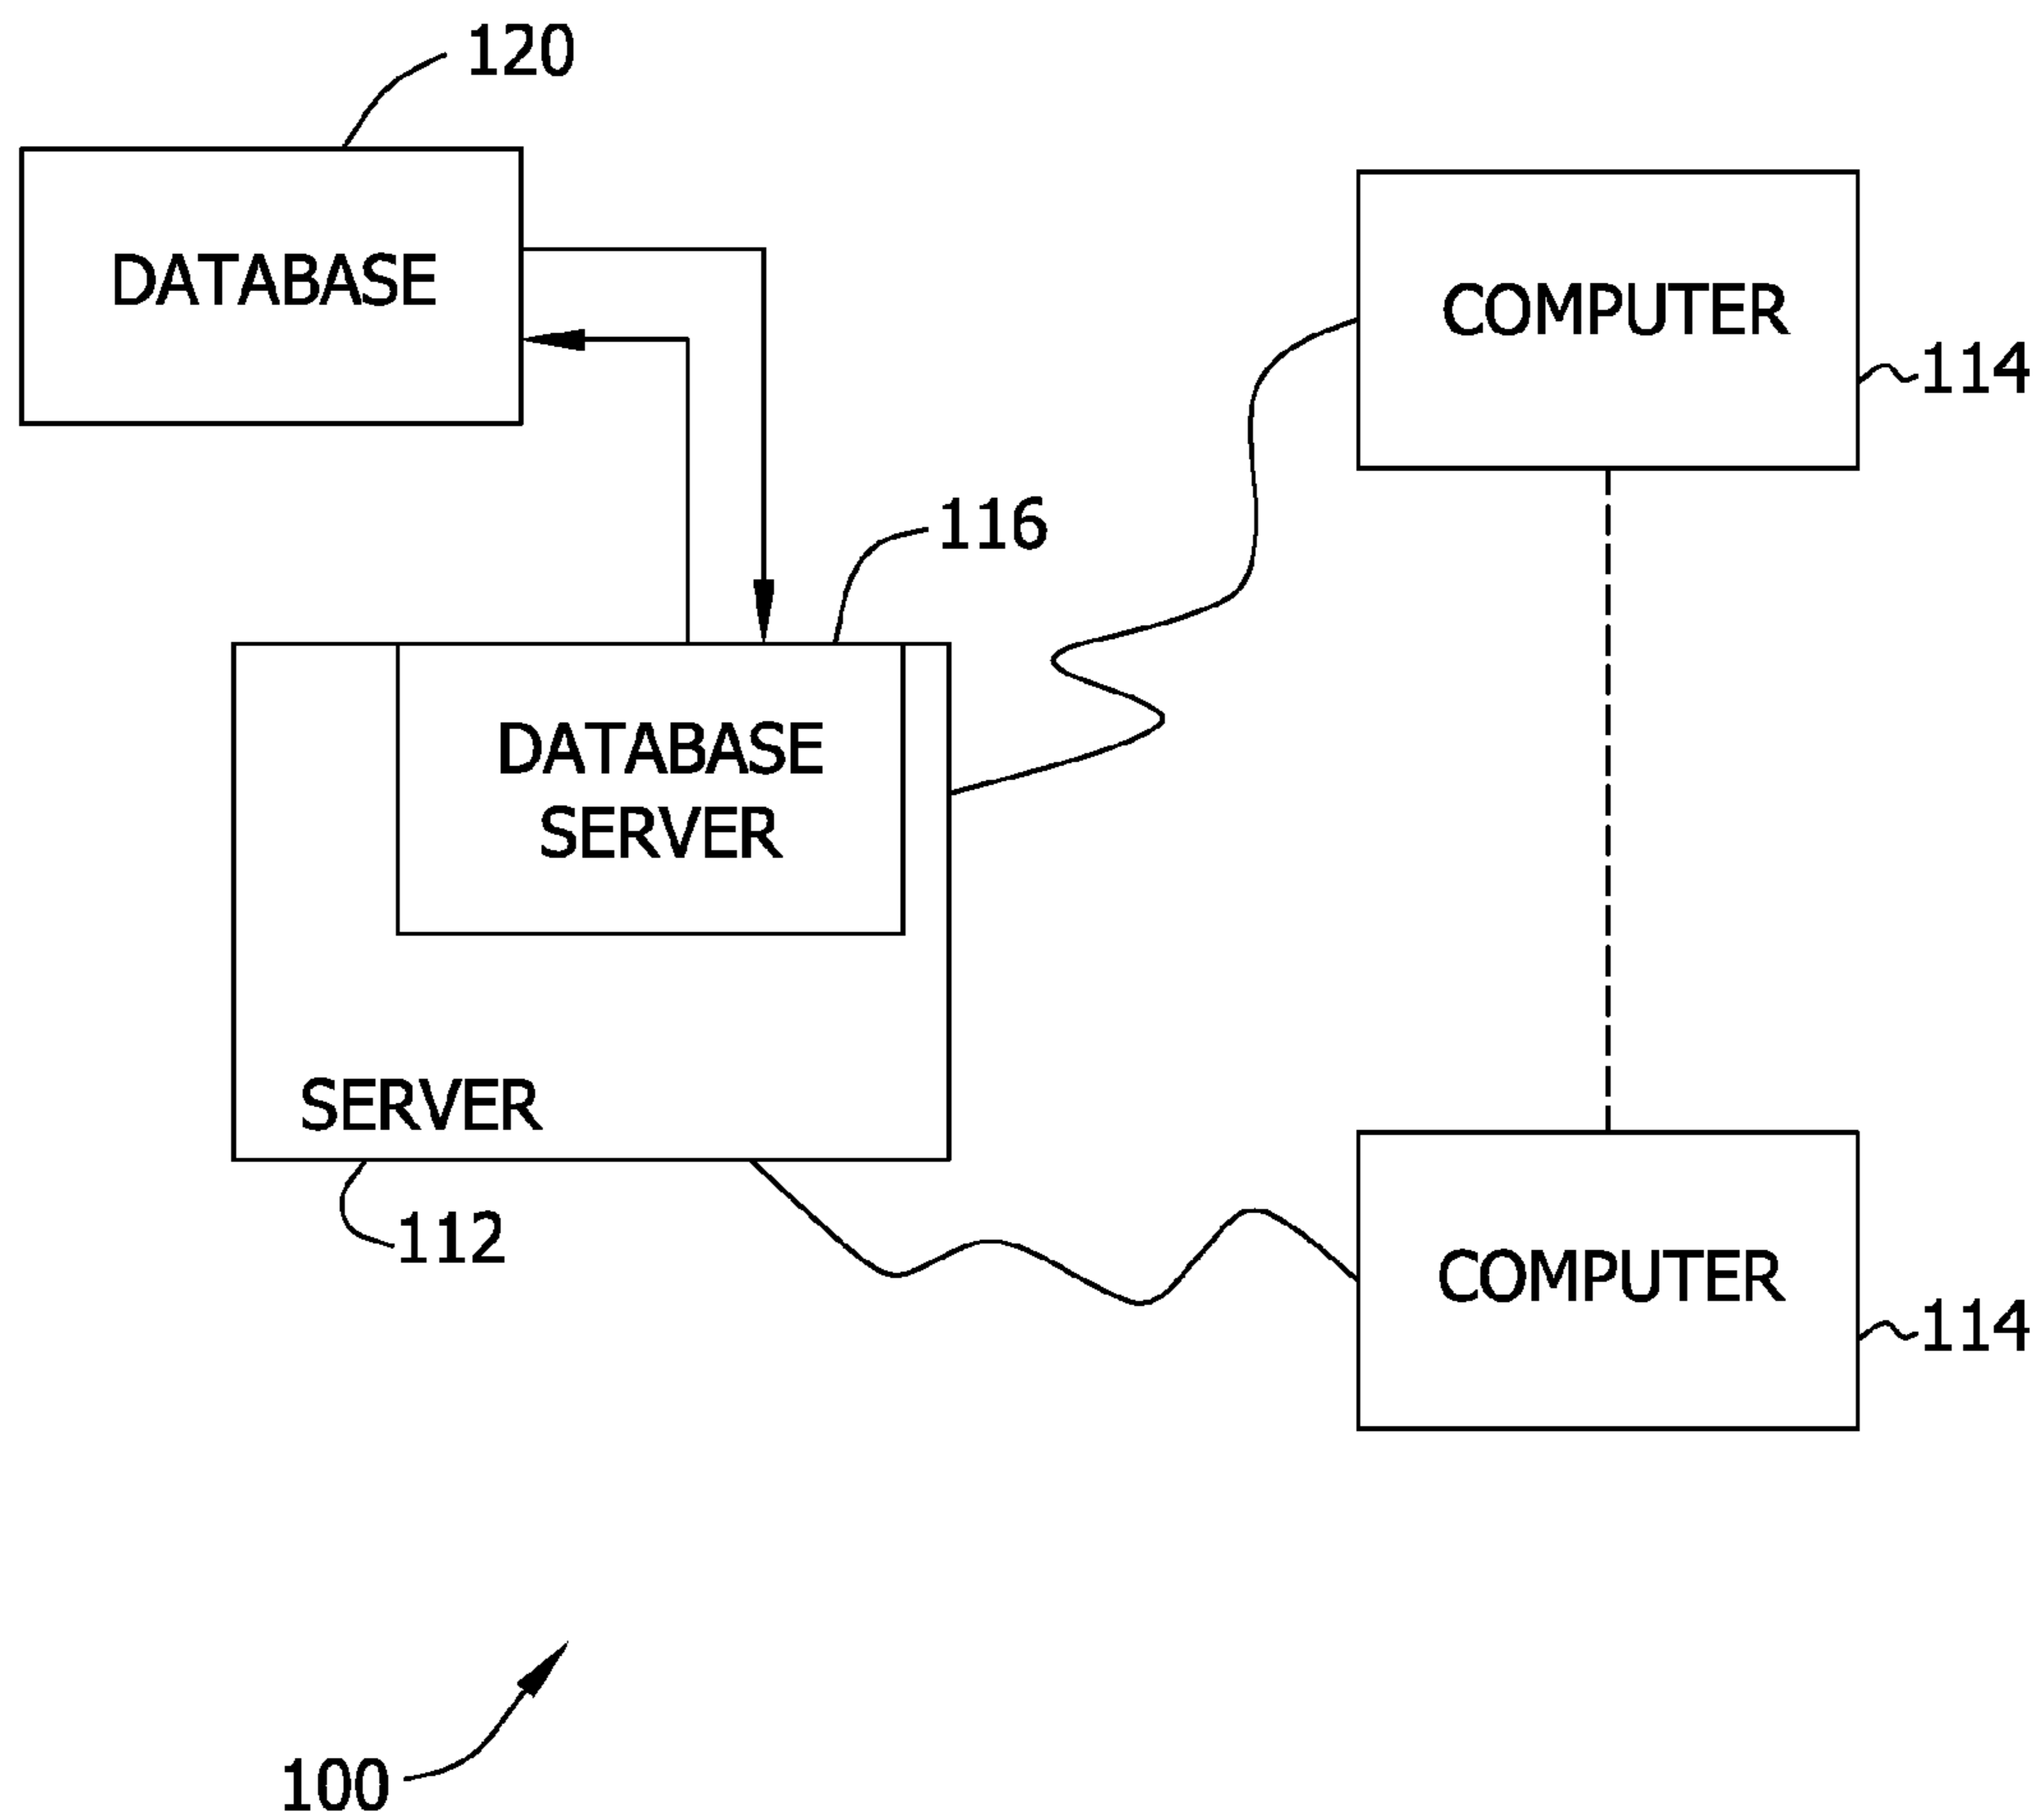 120
DATABASE
COMPUTER
114
116
DATABASE
SERVER
SERVER
112
COMPUTER
114
100